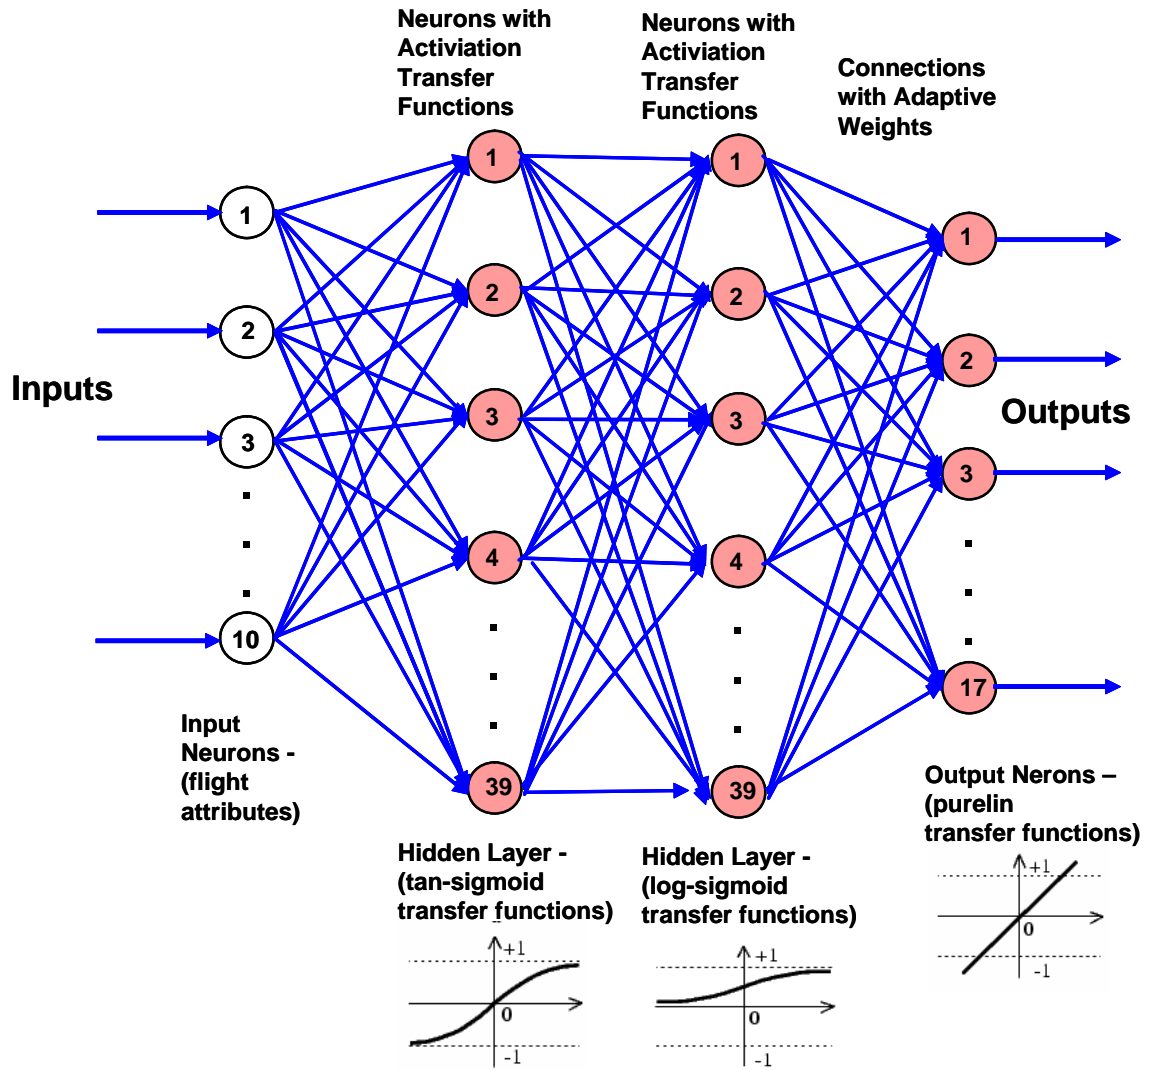 Neurons with
Activiation
Transfer
Functions
Neurons with
Activiation
Transfer
Functions
Connections
with Adaptive
Weights
Inputs
1
2
3
10
Input
Neurons -
(flight
attributes)
1
2
3
4
39
Hidden Layer -
(tan-sigmoid
transfer functions)
+1
0
-1
1
2
3
4
39
Hidden Layer -
(log-sigmoid
transfer functions)
+1
0
-1
1
2
3
17
Outputs
Output Nerons –
(purelin
transfer functions)
+1
0
-1